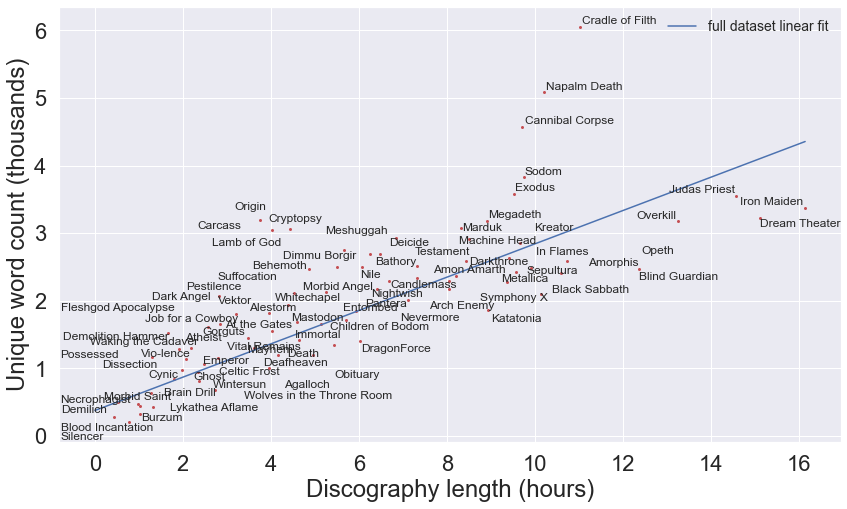 Cradle of Filth
full dataset linear fit
6
Napalm Death
5
Cannibal Corpse
Sodom
4
Exodus
Judas Priest
Iron Maiden
Origin
Megadeth
Overkill
Cryptopsy
Dream Theater
Carcass
Marduk
Kreator
Meshuggah
3
Lamb of God
Deicide
Machine Head
Dimmu Borgir
Testament
In Flames
Opeth
Behemoth
Bathory
Darkthrone
Amorphis
Suffocation
Nile
Amon Amarth
Sepultura
Blind Guardian
Pestilence
Morbid Angel
Candlemass
Metallica
Dark Angel
Vektor
Whitechapel
Nightwish
Symphony X
Black Sabbath
2
Fleshgod Apocalypse
Alestorm
Entombed
Pantera
Arch Enemy
Job for a Cowboy
At the Gates
Mastodon
Nevermore
Katatonia
Demolition Hammer
Gorguts
Children of Bodom
Waking the Cadaver
Atheist
Immortal
Possessed
Vio-lence
Vital Remains
Mayhem
Death
DragonForce
Dissection
Emperor
Deafheaven
1
Cynic
Ghost
Celtic Frost
Obituary
Wintersun
Agalloch
Necrophagist
Morbid Saint
Brain Drill
Wolves in the Throne Room
Demilich
Lykathea Aflame
Burzum
Blood Incantation
0
Silencer
0 2 4 6 8 10 12 14 16
Discography length (hours)
Unique word count (thousands)